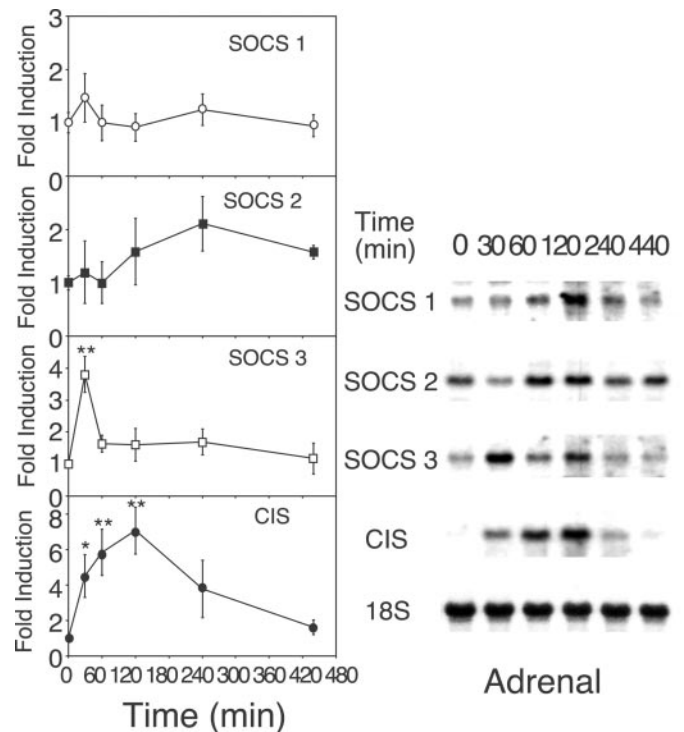 3
SOCS 1
2
1
0
Fold Induction
SOCS 2
2
1
0
Fold Induction
SOCS 3
**
4
3
2
1
0
Fold Induction
CIS
* ** **
8
6
4
2
0
Fold Induction
0 60 120 180 240 300 360 420 480
Time (min)
Time
(min) 0 30 60 120 240 440
SOCS 1
SOCS 2
SOCS 3
CIS
18S
Adrenal